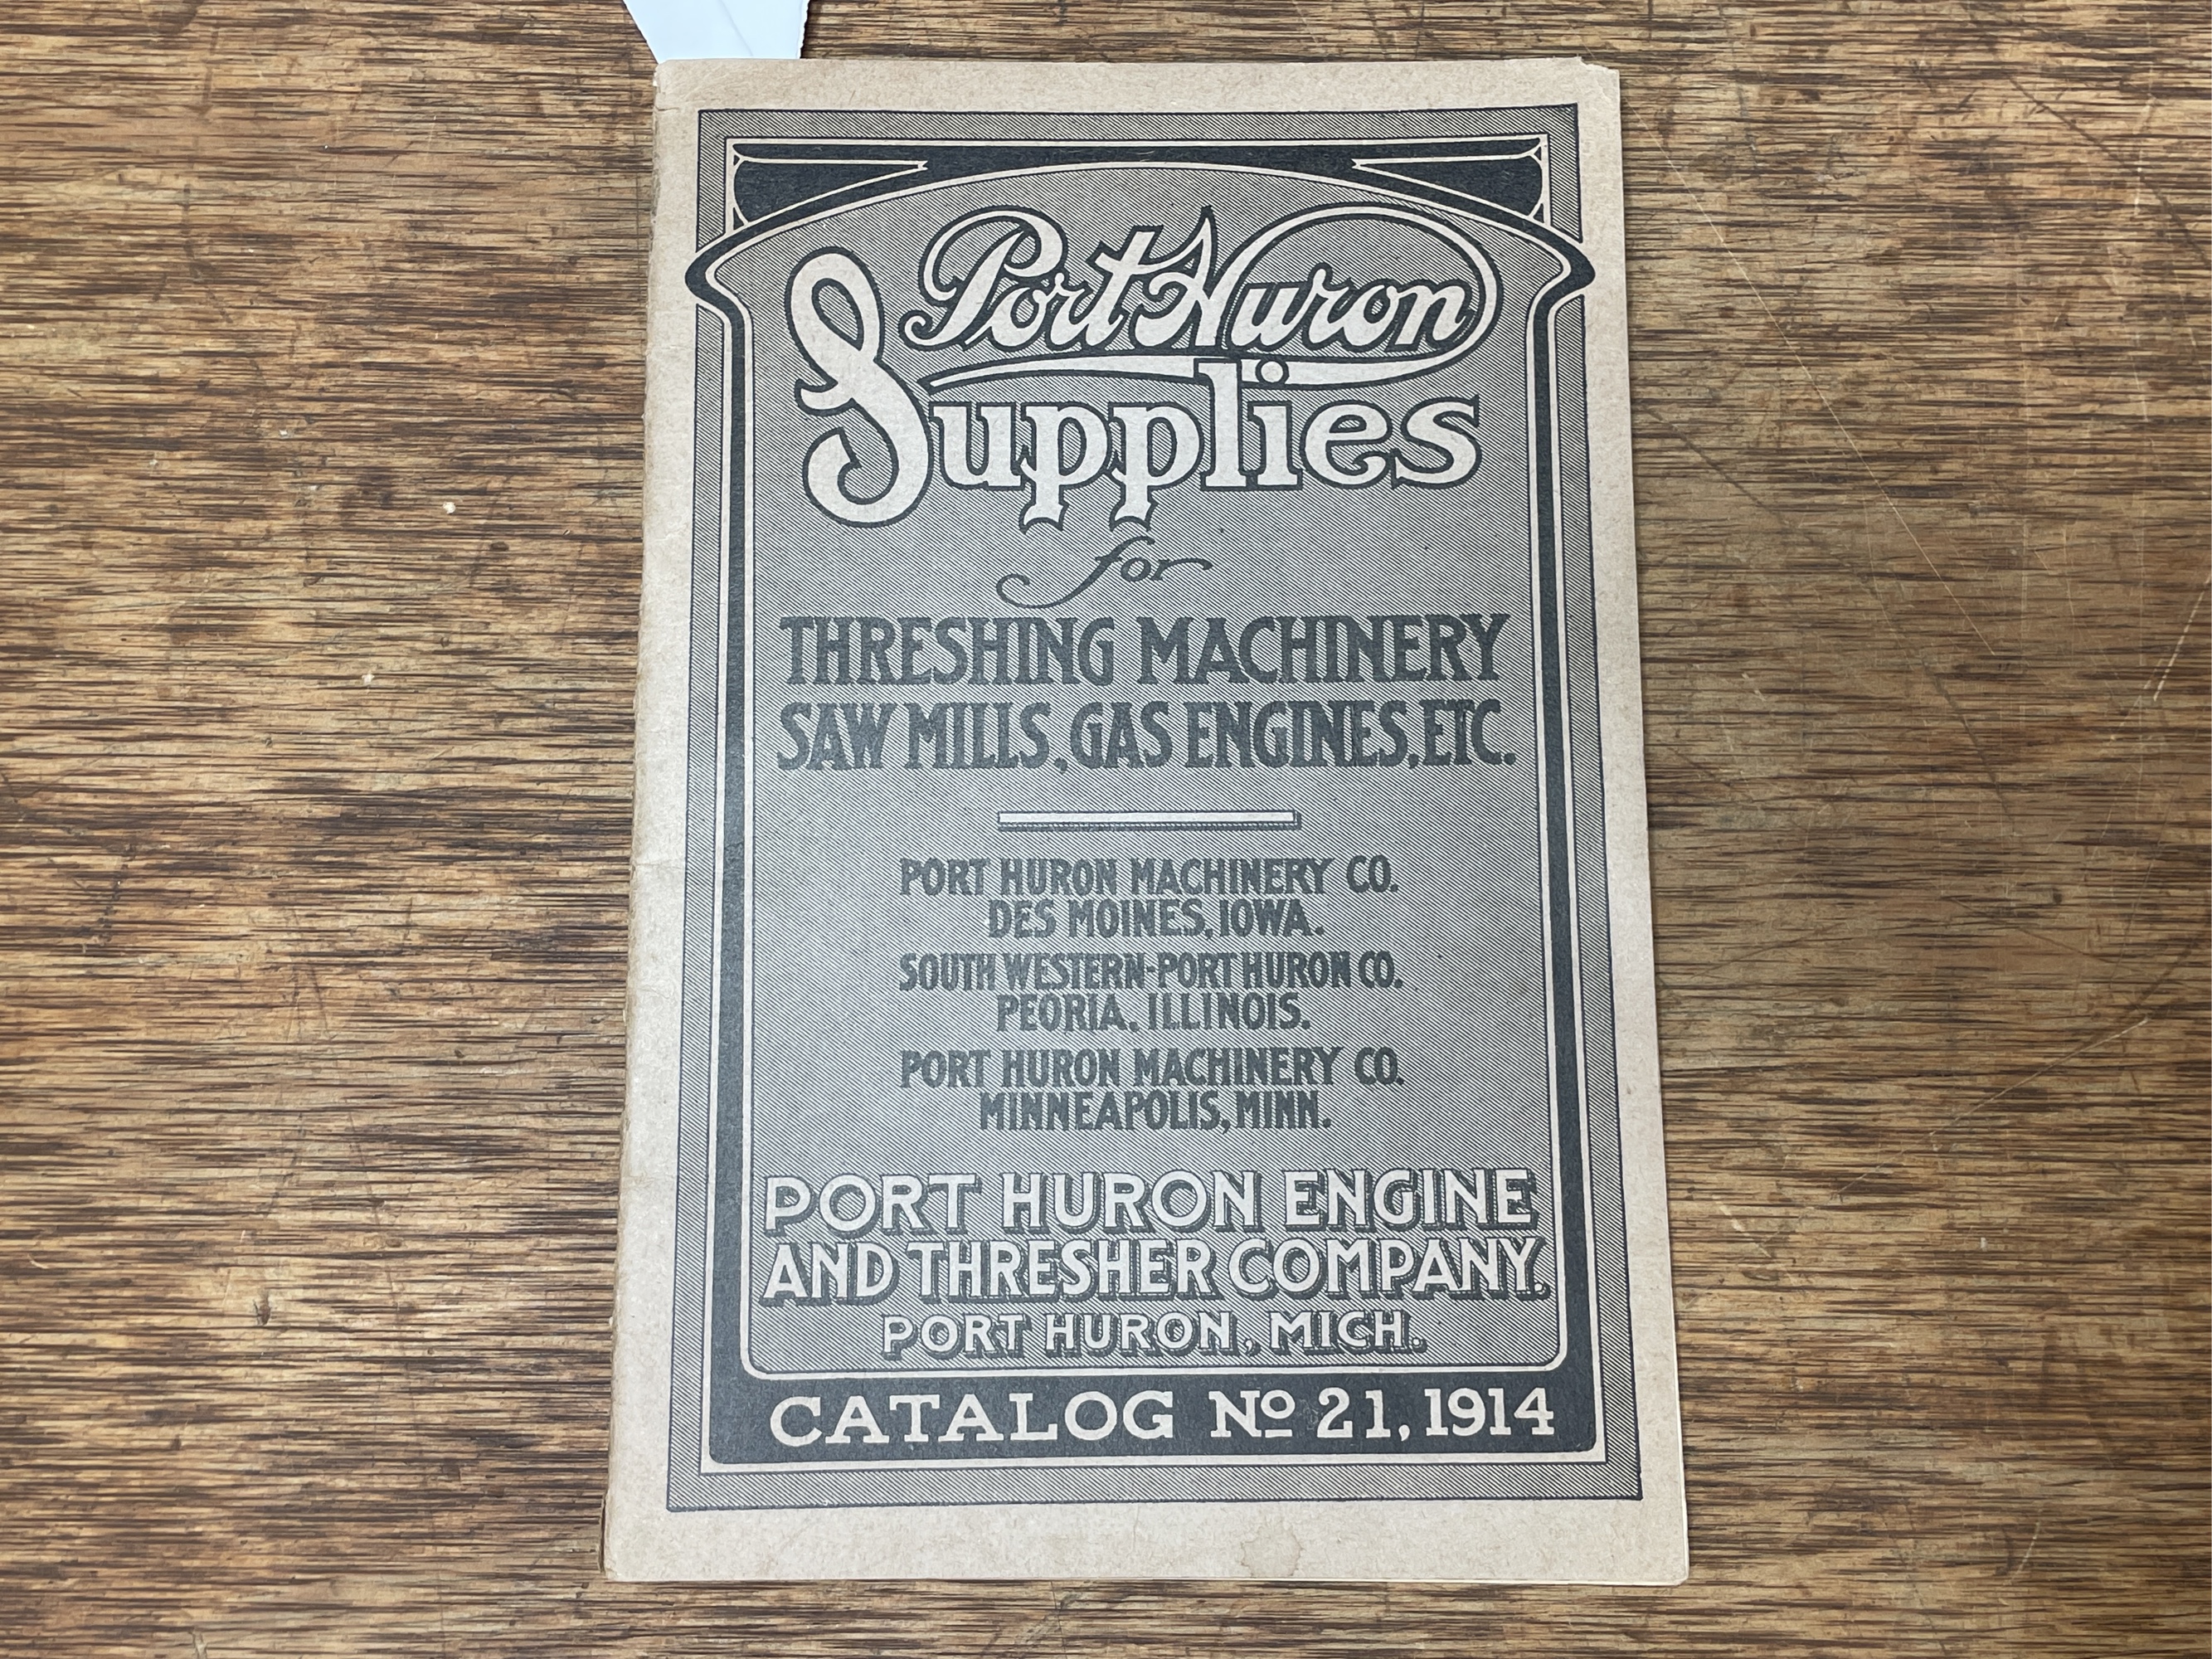 Port Huron
Supplies
for
THRESHING MACHINERY
SAW MILLS, GAS ENGINES, ETC.
PORT HURON MACHINERY CO.
DES MOINES, IOWA.
SOUTH WESTERN-PORT HURON CO.
PEORIA, ILLINOIS.
PORT HURON MACHINERY CO.
MINNEAPOLIS, MINN.
PORT HURON ENGINE
AND THRESHER COMPANY.
PORT HURON, MICH.
CATALOG No 21, 1914